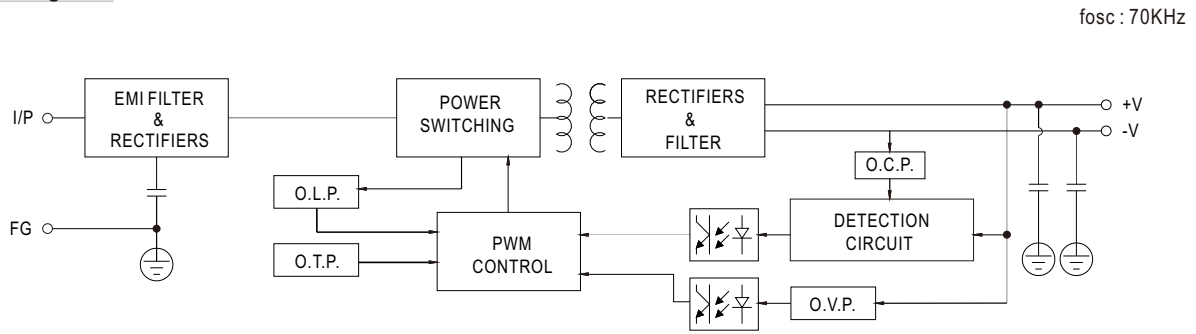 fosc : 70KHz
I/P
EMI FILTER
&
RECTIFIERS
POWER
SWITCHING
RECTIFIERS
&
FILTER
+V
-V
O.C.P.
O.L.P.
FG
PWM
CONTROL
DETECTION
CIRCUIT
O.T.P.
O.V.P.